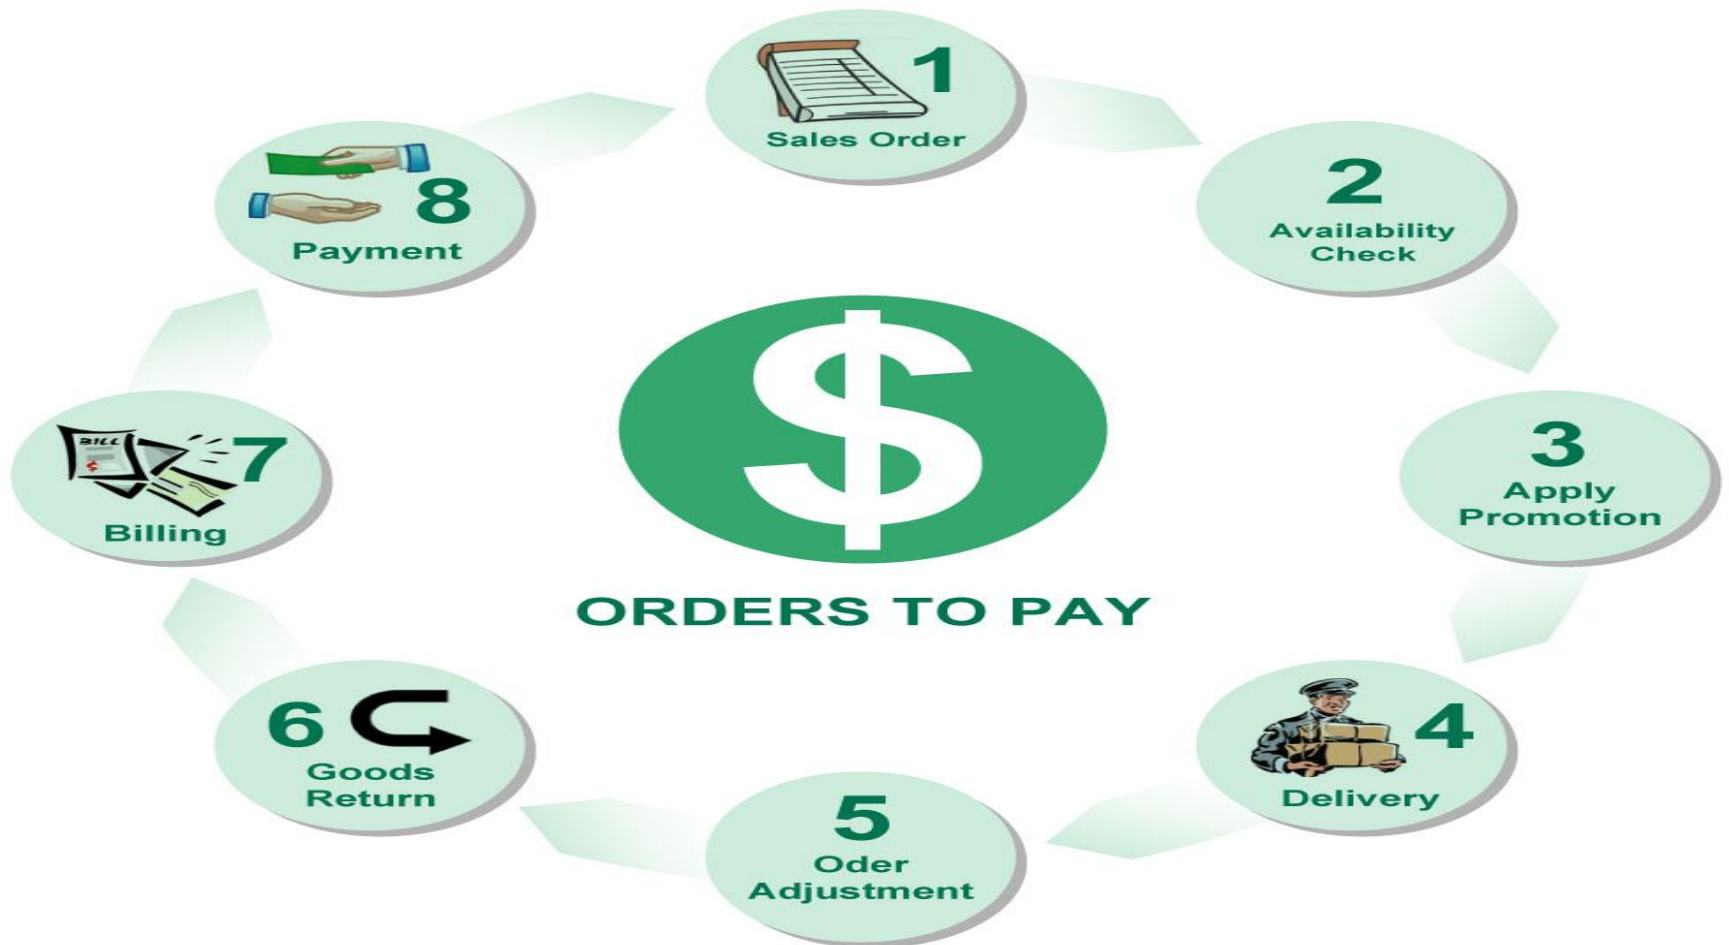 1
Sales Order
2
Availability
Check
3
Apply
Promotion
4
Delivery
5
Oder
Adjustment
6
Goods
Return
BILL
$
7
Billing
8
Payment
$
ORDERS TO PAY